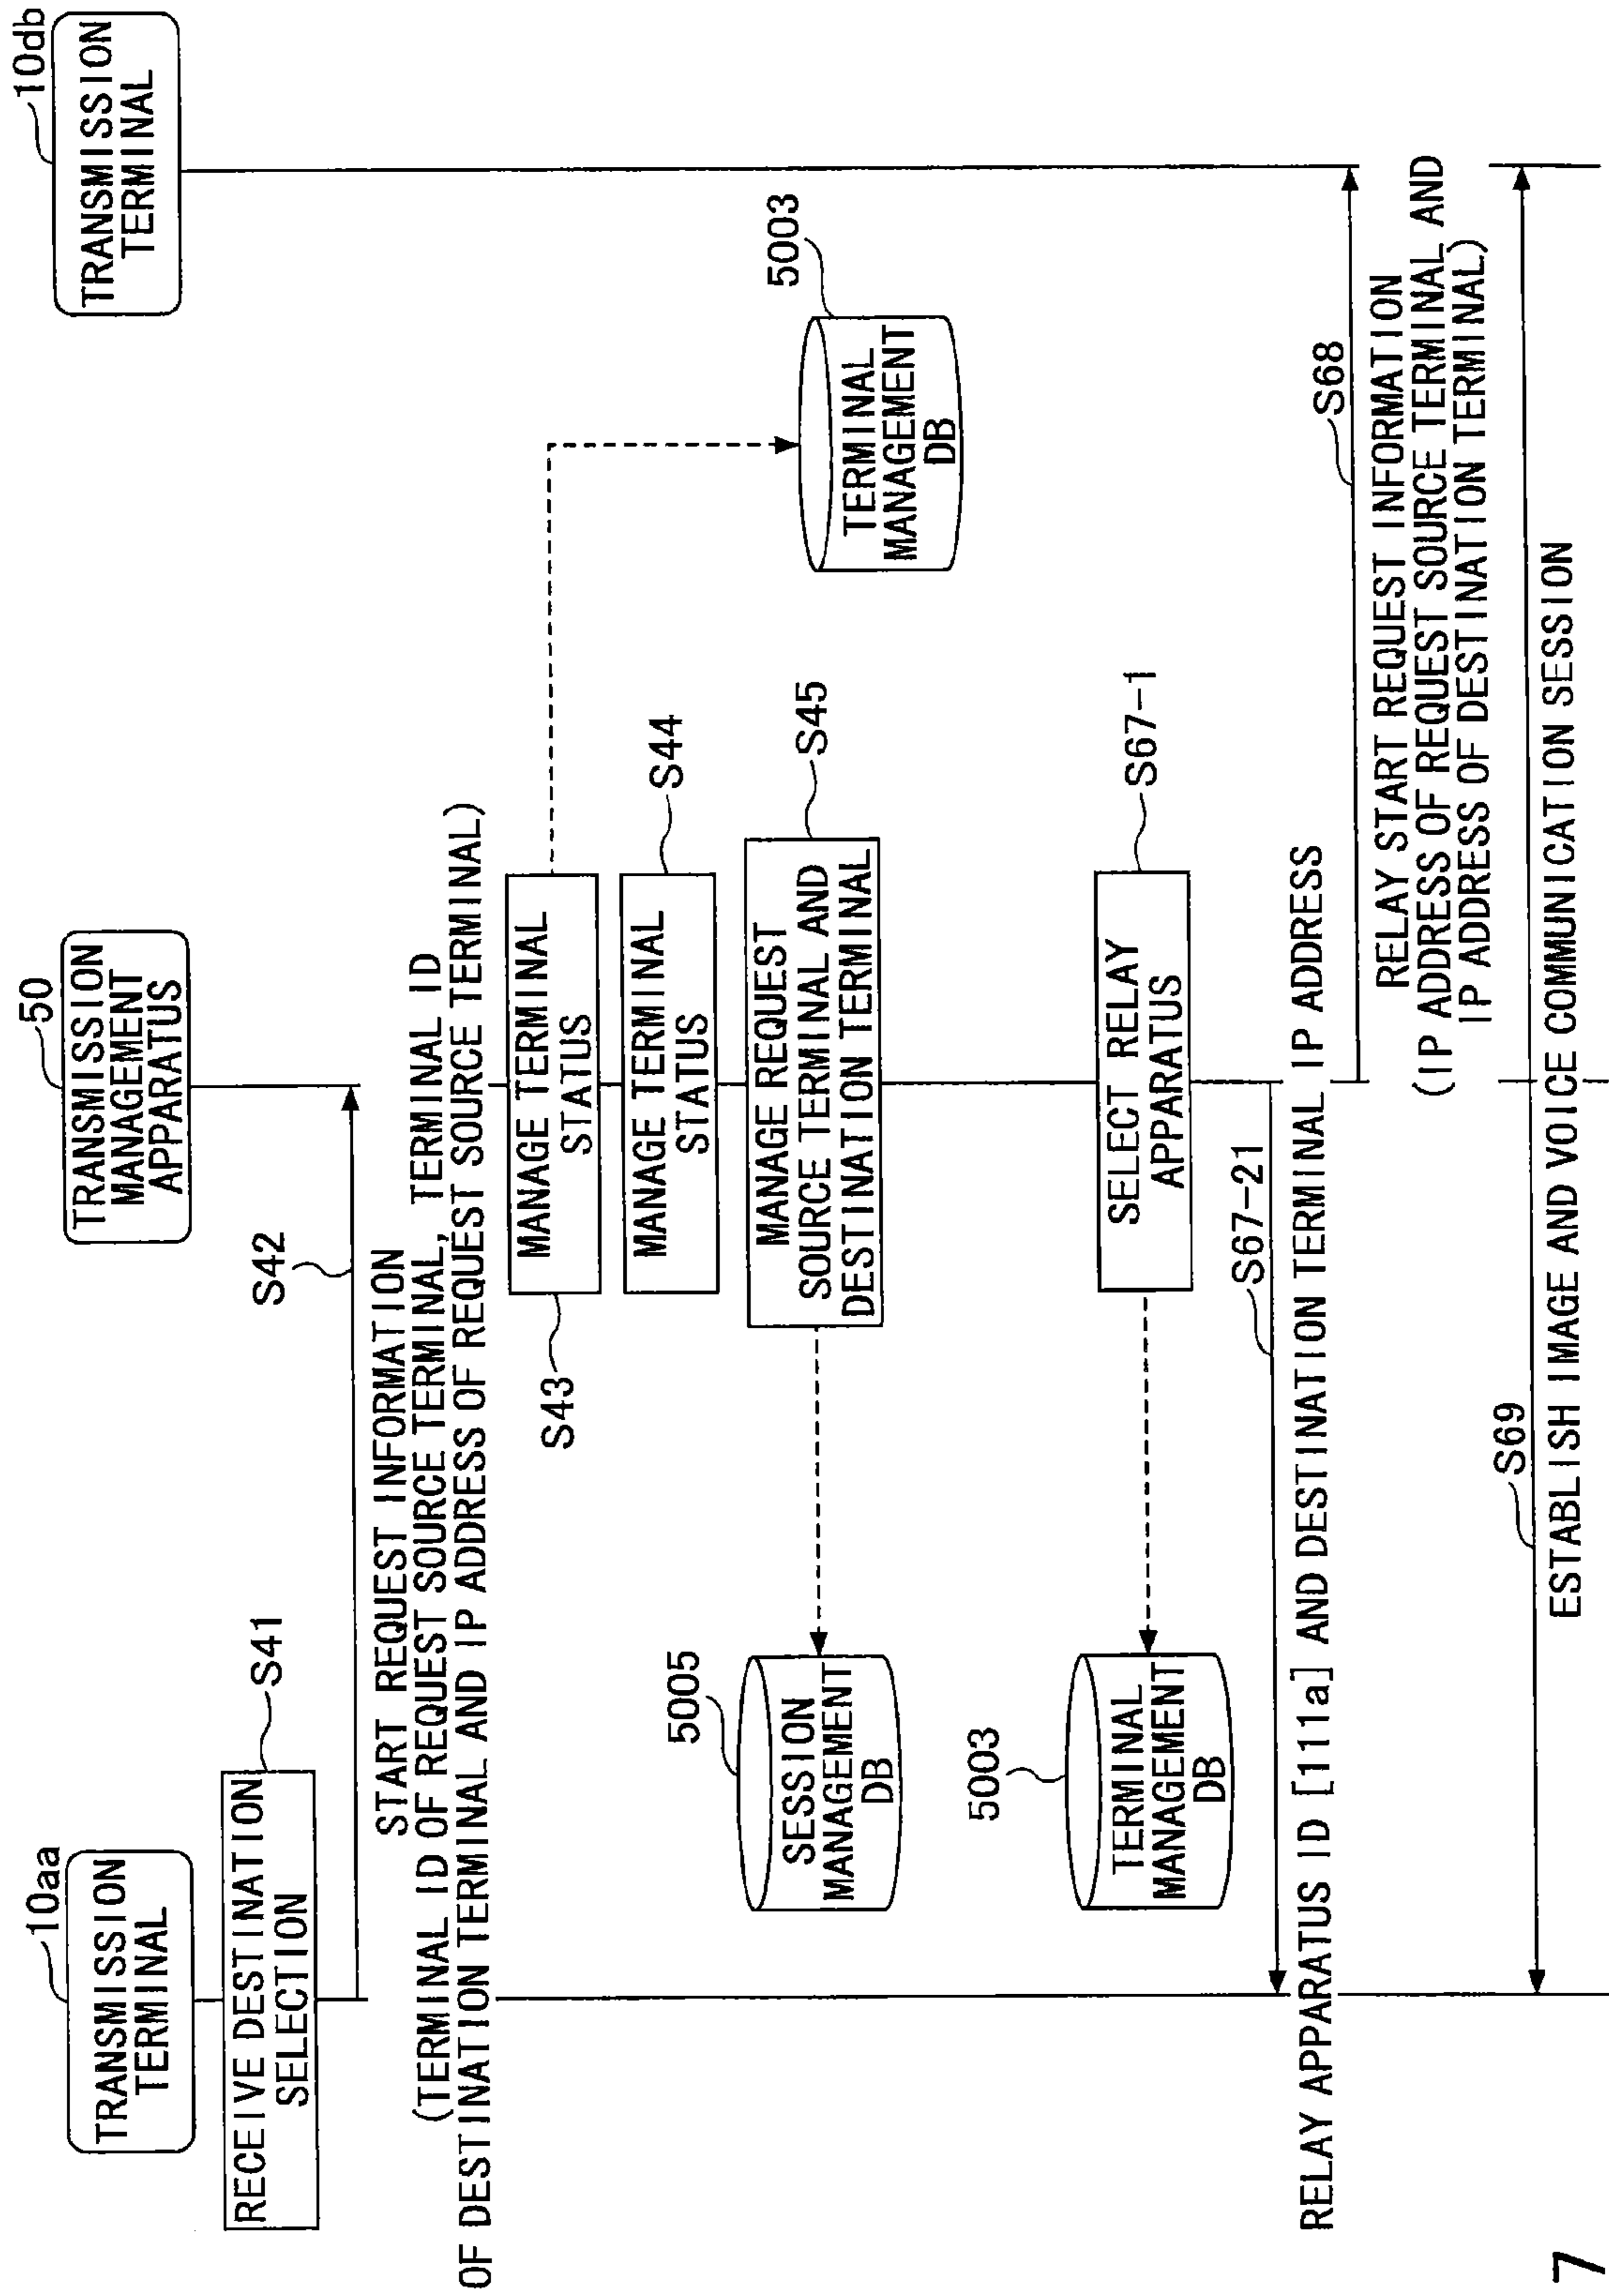 10aa
TRANSMISSION
TERMINAL
50
TRANSMISSION
MANAGEMENT
APPARATUS
10db
TRANSMISSION
TERMINAL
RECEIVE DESTINATION
SELECTION
S41
S42
START REQUEST INFORMATION
(TERMINAL ID OF REQUEST SOURCE TERMINAL, TERMINAL ID
OF DESTINATION TERMINAL AND IP ADDRESS OF REQUEST SOURCE TERMINAL)
S43
MANAGE TERMINAL
STATUS
MANAGE TERMINAL
STATUS
S44
5003
TERMINAL
MANAGEMENT
DB
5005
SESSION
MANAGEMENT
DB
MANAGE REQUEST
SOURCE TERMINAL AND
DESTINATION TERMINAL
S45
5003
TERMINAL
MANAGEMENT
DB
SELECT RELAY
APPARATUS
S67-1
S67-21
RELAY APPARATUS ID [111a] AND DESTINATION TERMINAL IP ADDRESS
S68
RELAY START REQUEST INFORMATION
(IP ADDRESS OF REQUEST SOURCE TERMINAL AND
IP ADDRESS OF DESTINATION TERMINAL)
S69
ESTABLISH IMAGE AND VOICE COMMUNICATION SESSION
7